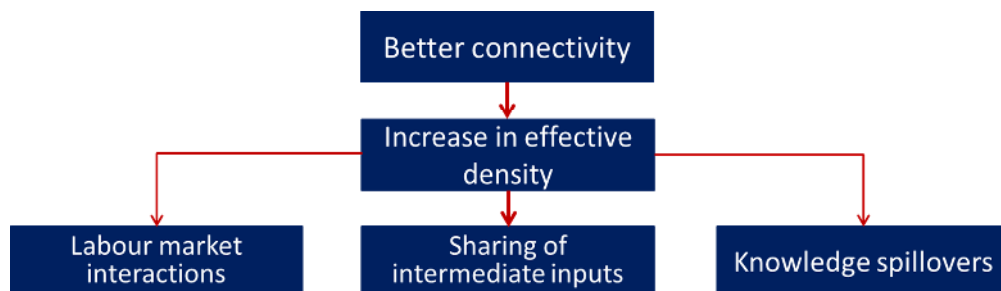 Better connectivity
Increase in effective
density
Labour market
interactions
Sharing of
intermediate inputs
Knowledge spillovers